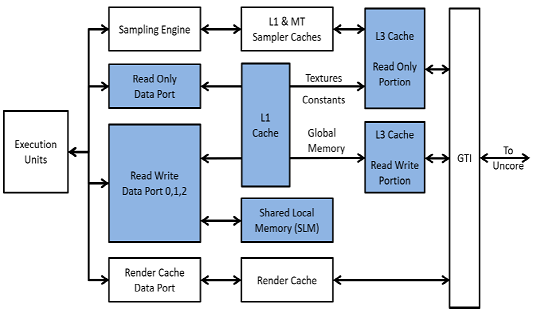 Sampling Engine
L1 & MT
Sampler Caches
L3 Cache
Read Only
Portion
Read Only
Data Port
L1
Cache
Textures
Constants
Global
Memory
L3 Cache
Read Write
Portion
Execution
Units
Read Write
Data Port 0,1,2
GTI
To
Uncore
Shared Local
Memory (SLM)
Render Cache
Data Port
Render Cache